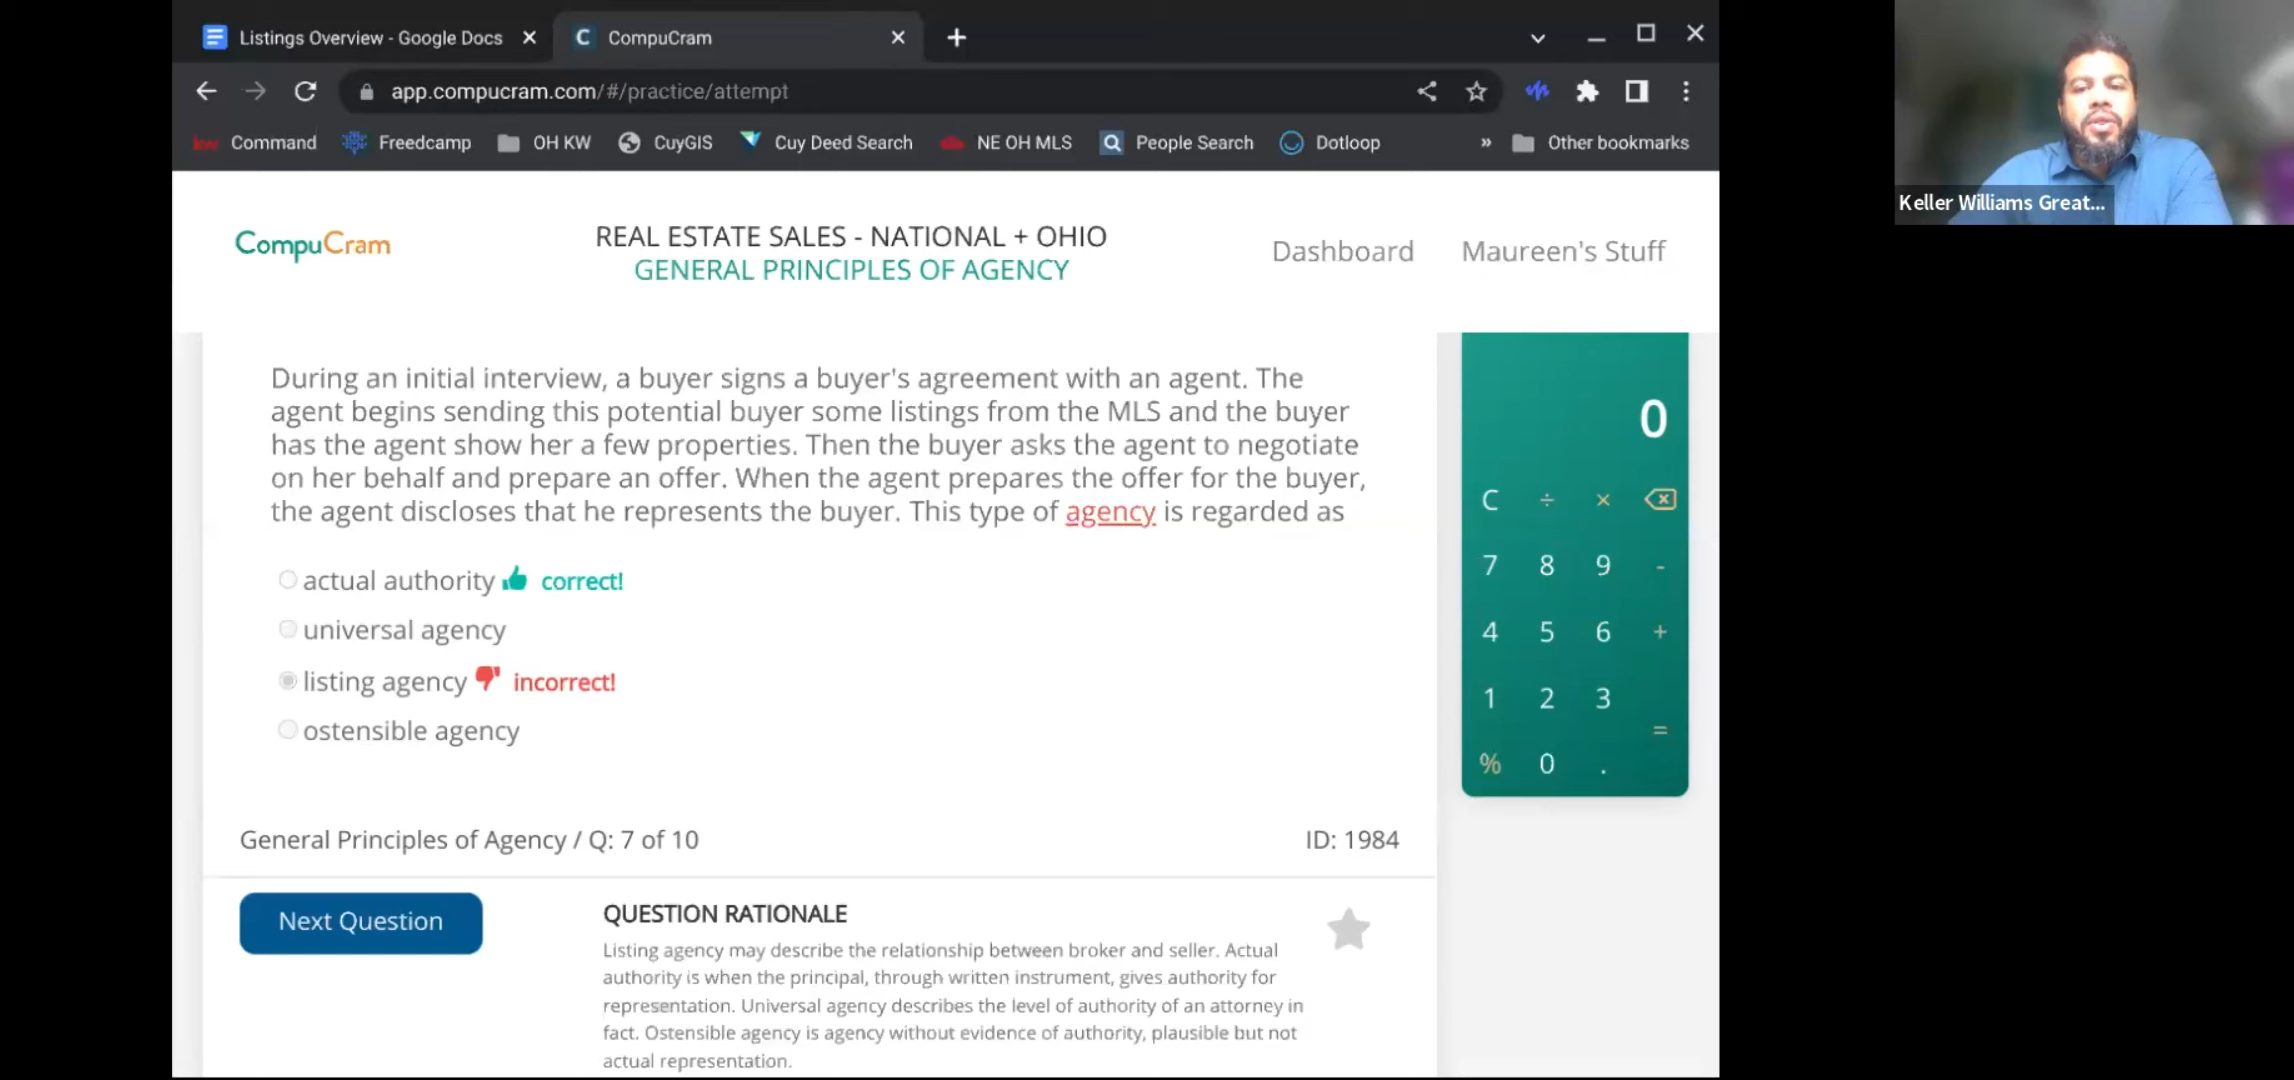 Listings Overview - Google Docs
C CompuCram
app.compucram.com/#/practice/attempt
kw Command Freedcamp OH KW CuyGIS Cuy Deed Search NE OH MLS People Search Dotloop » Other bookmarks
Keller Williams Great...
CompuCram
REAL ESTATE SALES - NATIONAL + OHIO
GENERAL PRINCIPLES OF AGENCY
Dashboard Maureen's Stuff
During an initial interview, a buyer signs a buyer's agreement with an agent. The
agent begins sending this potential buyer some listings from the MLS and the buyer
has the agent show her a few properties. Then the buyer asks the agent to negotiate
on her behalf and prepare an offer. When the agent prepares the offer for the buyer,
the agent discloses that he represents the buyer. This type of agency is regarded as
actual authority correct!
universal agency
listing agency incorrect!
ostensible agency
0
C ÷ ×
7 8 9 -
4 5 6 +
1 2 3
=
% 0 .
General Principles of Agency / Q: 7 of 10
ID: 1984
Next Question
QUESTION RATIONALE
Listing agency may describe the relationship between broker and seller. Actual
authority is when the principal, through written instrument, gives authority for
representation. Universal agency describes the level of authority of an attorney in
fact. Ostensible agency is agency without evidence of authority, plausible but not
actual representation.